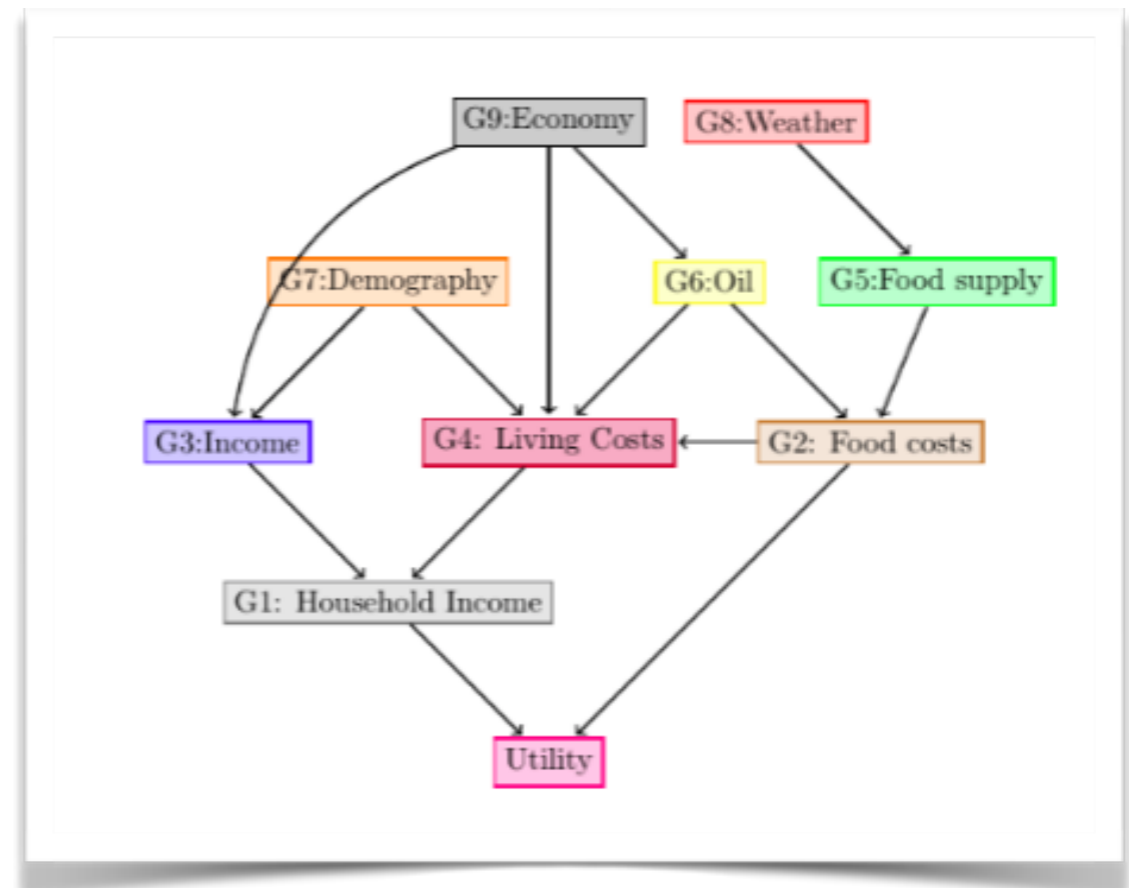 G9:Economy
G8:Weather
G7:Demography
G6:Oil
G5:Food supply
G3:Income
G4: Living Costs
G2: Food costs
G1: Household Income
Utility